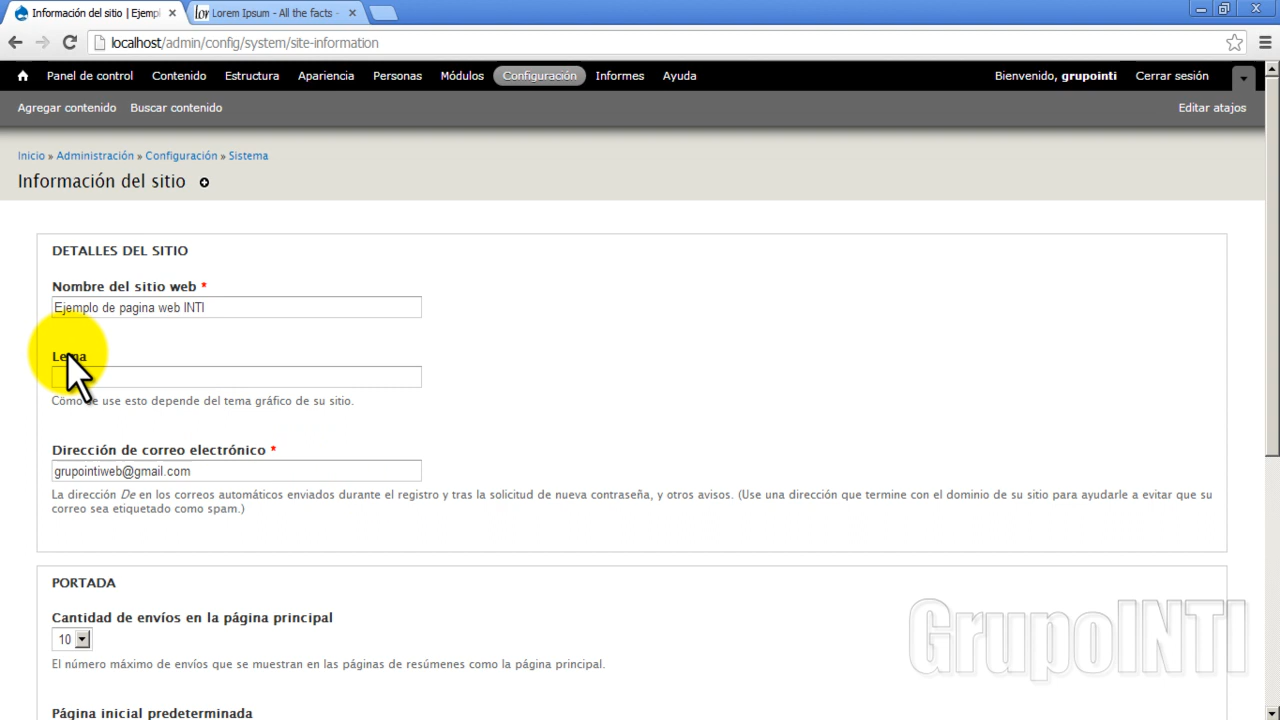 Información del sitio | Ejempl
Lorem Ipsum - All the facts -
localhost/admin/config/system/site-information
Panel de control Contenido Estructura Apariencia Personas Módulos Configuración Informes Ayuda Bienvenido, grupointi Cerrar sesión
Agregar contenido Buscar contenido Editar atajos
Inicio » Administración » Configuración » Sistema
Información del sitio
DETALLES DEL SITIO
Nombre del sitio web *
Ejemplo de pagina web INTI
Lema
Cómo se use esto depende del tema gráfico de su sitio.
Dirección de correo electrónico *
grupointiweb@gmail.com
La dirección De en los correos automáticos enviados durante el registro y tras la solicitud de nueva contraseña, y otros avisos. (Use una dirección que termine con el dominio de su sitio para ayudarle a evitar que su
correo sea etiquetado como spam.)
PORTADA
Cantidad de envíos en la página principal
10
El número máximo de envíos que se muestran en las páginas de resúmenes como la página principal.
Página inicial predeterminada
GrupoINTI